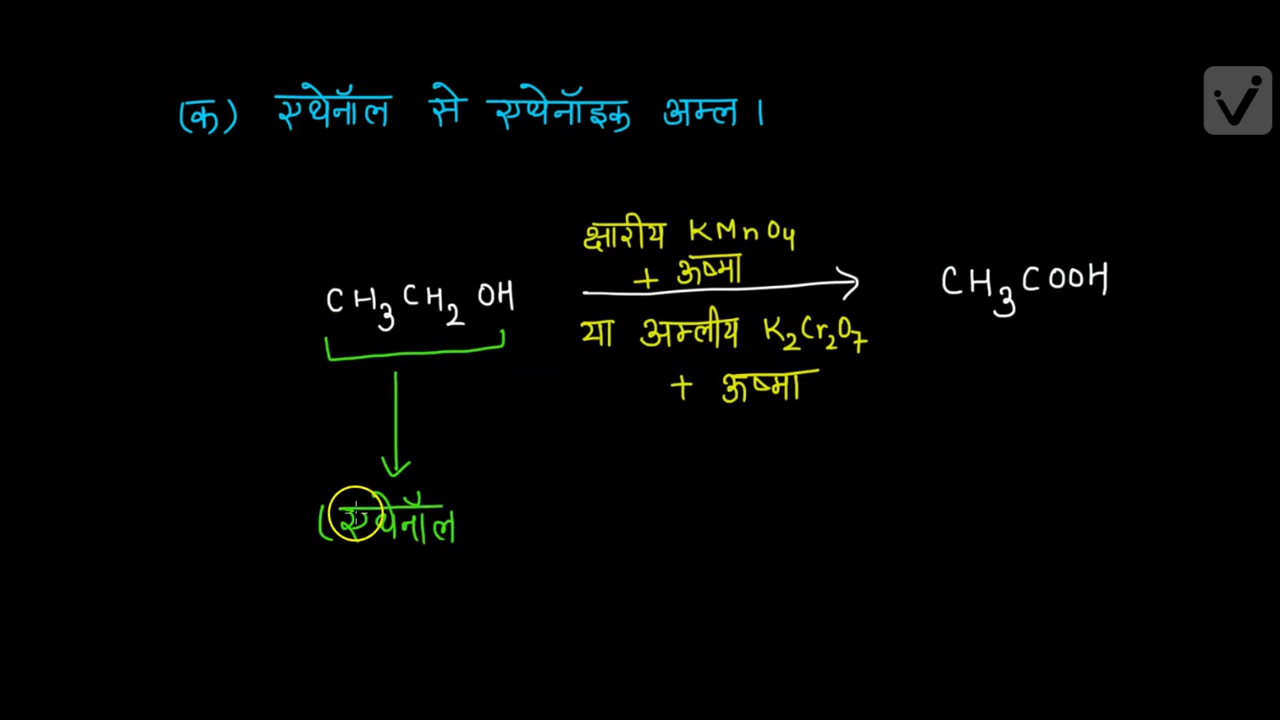 (क) एथेनॉल से एथेनॉइक अम्ल ।
क्षारीय KMnO4
+ ऊष्मा
CH3CH2OH
CH3COOH
या अम्लीय K2Cr2O7
+ ऊष्मा
(एथेनॉल